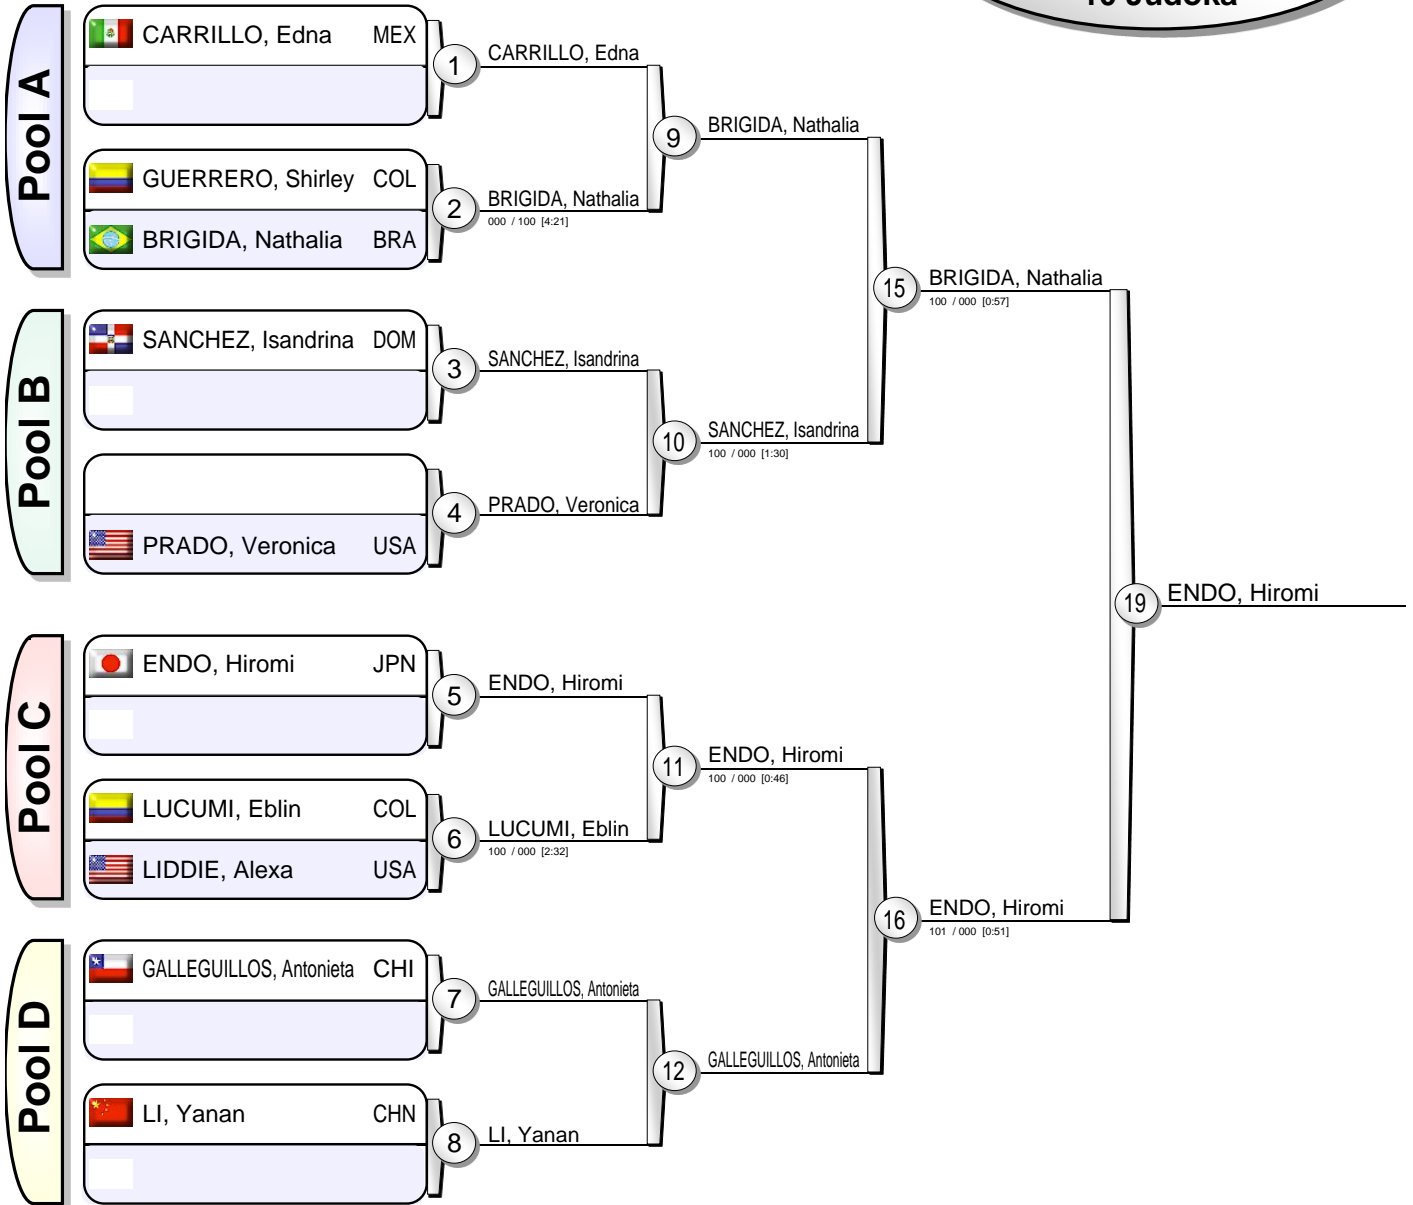 10 Judoka
Pool A
CARRILLO, Edna MEX
GUERRERO, Shirley COL
BRIGIDA, Nathalia BRA
1
CARRILLO, Edna
2
BRIGIDA, Nathalia
000 / 100 [4:21]
9
BRIGIDA, Nathalia
Pool B
SANCHEZ, Isandrina DOM
PRADO, Veronica USA
3
SANCHEZ, Isandrina
4
PRADO, Veronica
10
SANCHEZ, Isandrina
100 / 000 [1:30]
15
BRIGIDA, Nathalia
100 / 000 [0:57]
Pool C
ENDO, Hiromi JPN
LUCUMI, Eblin COL
LIDDIE, Alexa USA
5
ENDO, Hiromi
6
LUCUMI, Eblin
100 / 000 [2:32]
11
ENDO, Hiromi
100 / 000 [0:46]
Pool D
GALLEGUILLOS, Antonieta CHI
LI, Yanan CHN
7
GALLEGUILLOS, Antonieta
8
LI, Yanan
12
GALLEGUILLOS, Antonieta
16
ENDO, Hiromi
101 / 000 [0:51]
19
ENDO, Hiromi